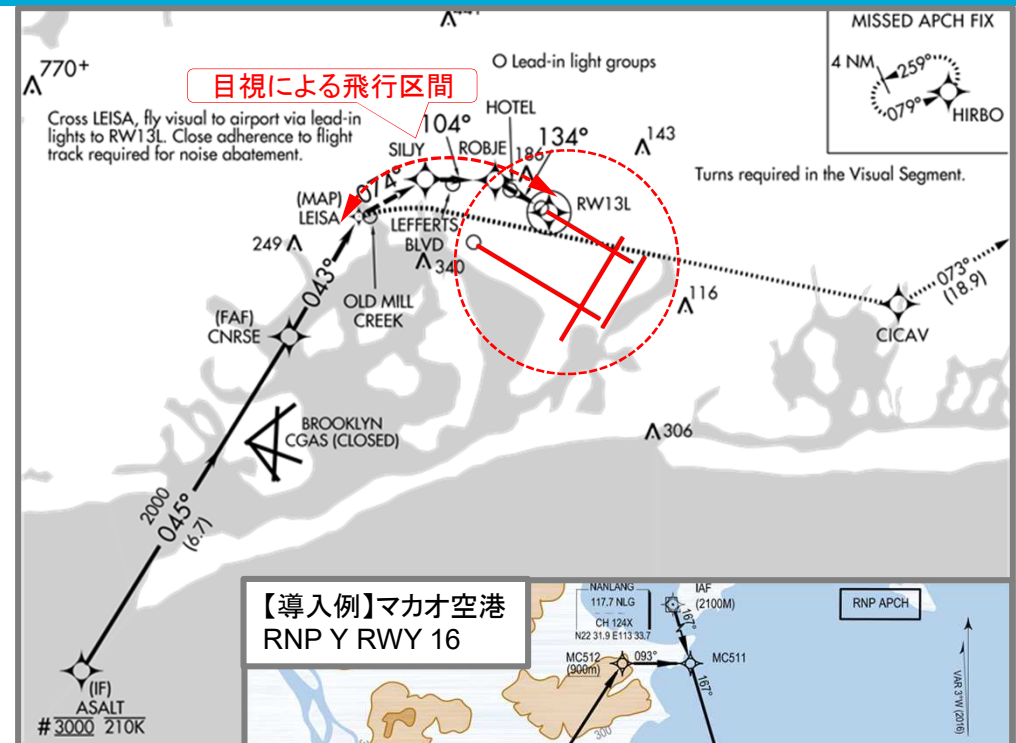 441
MISSED APCH FIX
4 NM
259°
079°
HIRBO
770+
O Lead-in light groups
目視による飛行区間
Cross LEISA, fly visual to airport via lead-in
lights to RW13L. Close adherence to flight
track required for noise abatement.
HOTEL
104°
SILJY
ROBJE
186
134°
143
Turns required in the Visual Segment.
074°
(MAP)
LEISA
RW13L
LEFFERTS
BLVD
249
340
043°
OLD MILL
CREEK
073°
(18.9)
116
(FAF)
CNRSE
CICAV
BROOKLYN
CGAS (CLOSED)
306
2000
045°
(6.7)
(IF)
ASALT
# 3000 210K
【導入例】マカオ空港
RNP Y RWY 16
NANLANG
117.7 NLG
CH 124X
N22 31.9 E113 33.7
IAF
(2100M)
167°
RNP APCH
MC512
(900m)
093°
MC511
167°
VAR 3°W (2016)
300